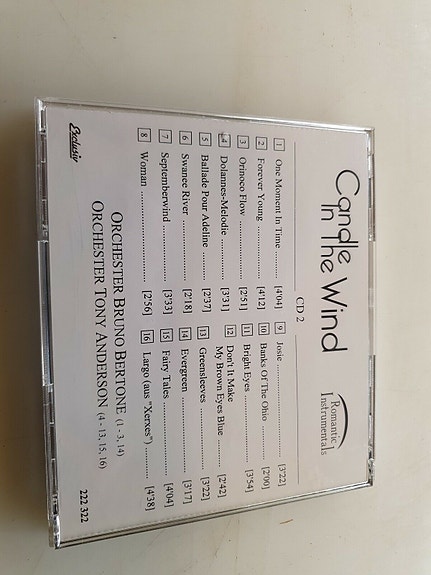 Candle
In The Wind
Romantic
Instrumentals
CD 2
1 One Moment In Time ........... [4'04]
2 Forever Young ........... [4'12]
3 Orinoco Flow ........... [2'51]
4 Dolannes-Melodie ........... [3'31]
5 Ballade Pour Adeline ........... [2'37]
6 Swanee River ........... [2'18]
7 Septemberwind ........... [3'33]
8 Woman ........... [2'56]
9 Josie ........... [3'22]
10 Banks Of The Ohio ........... [2'00]
11 Bright Eyes ........... [3'54]
12 Don't It Make
My Brown Eyes Blue ........... [2'42]
13 Greensleeves ........... [3'22]
14 Evergreen ........... [3'17]
15 Fairy Tales ........... [4'04]
16 Largo (aus "Xerxes") ........... [4'38]
ORCHESTER BRUNO BERTONE (1 - 3, 14)
ORCHESTER TONY ANDERSON (4 - 13, 15, 16)
Exclusiv
222 322